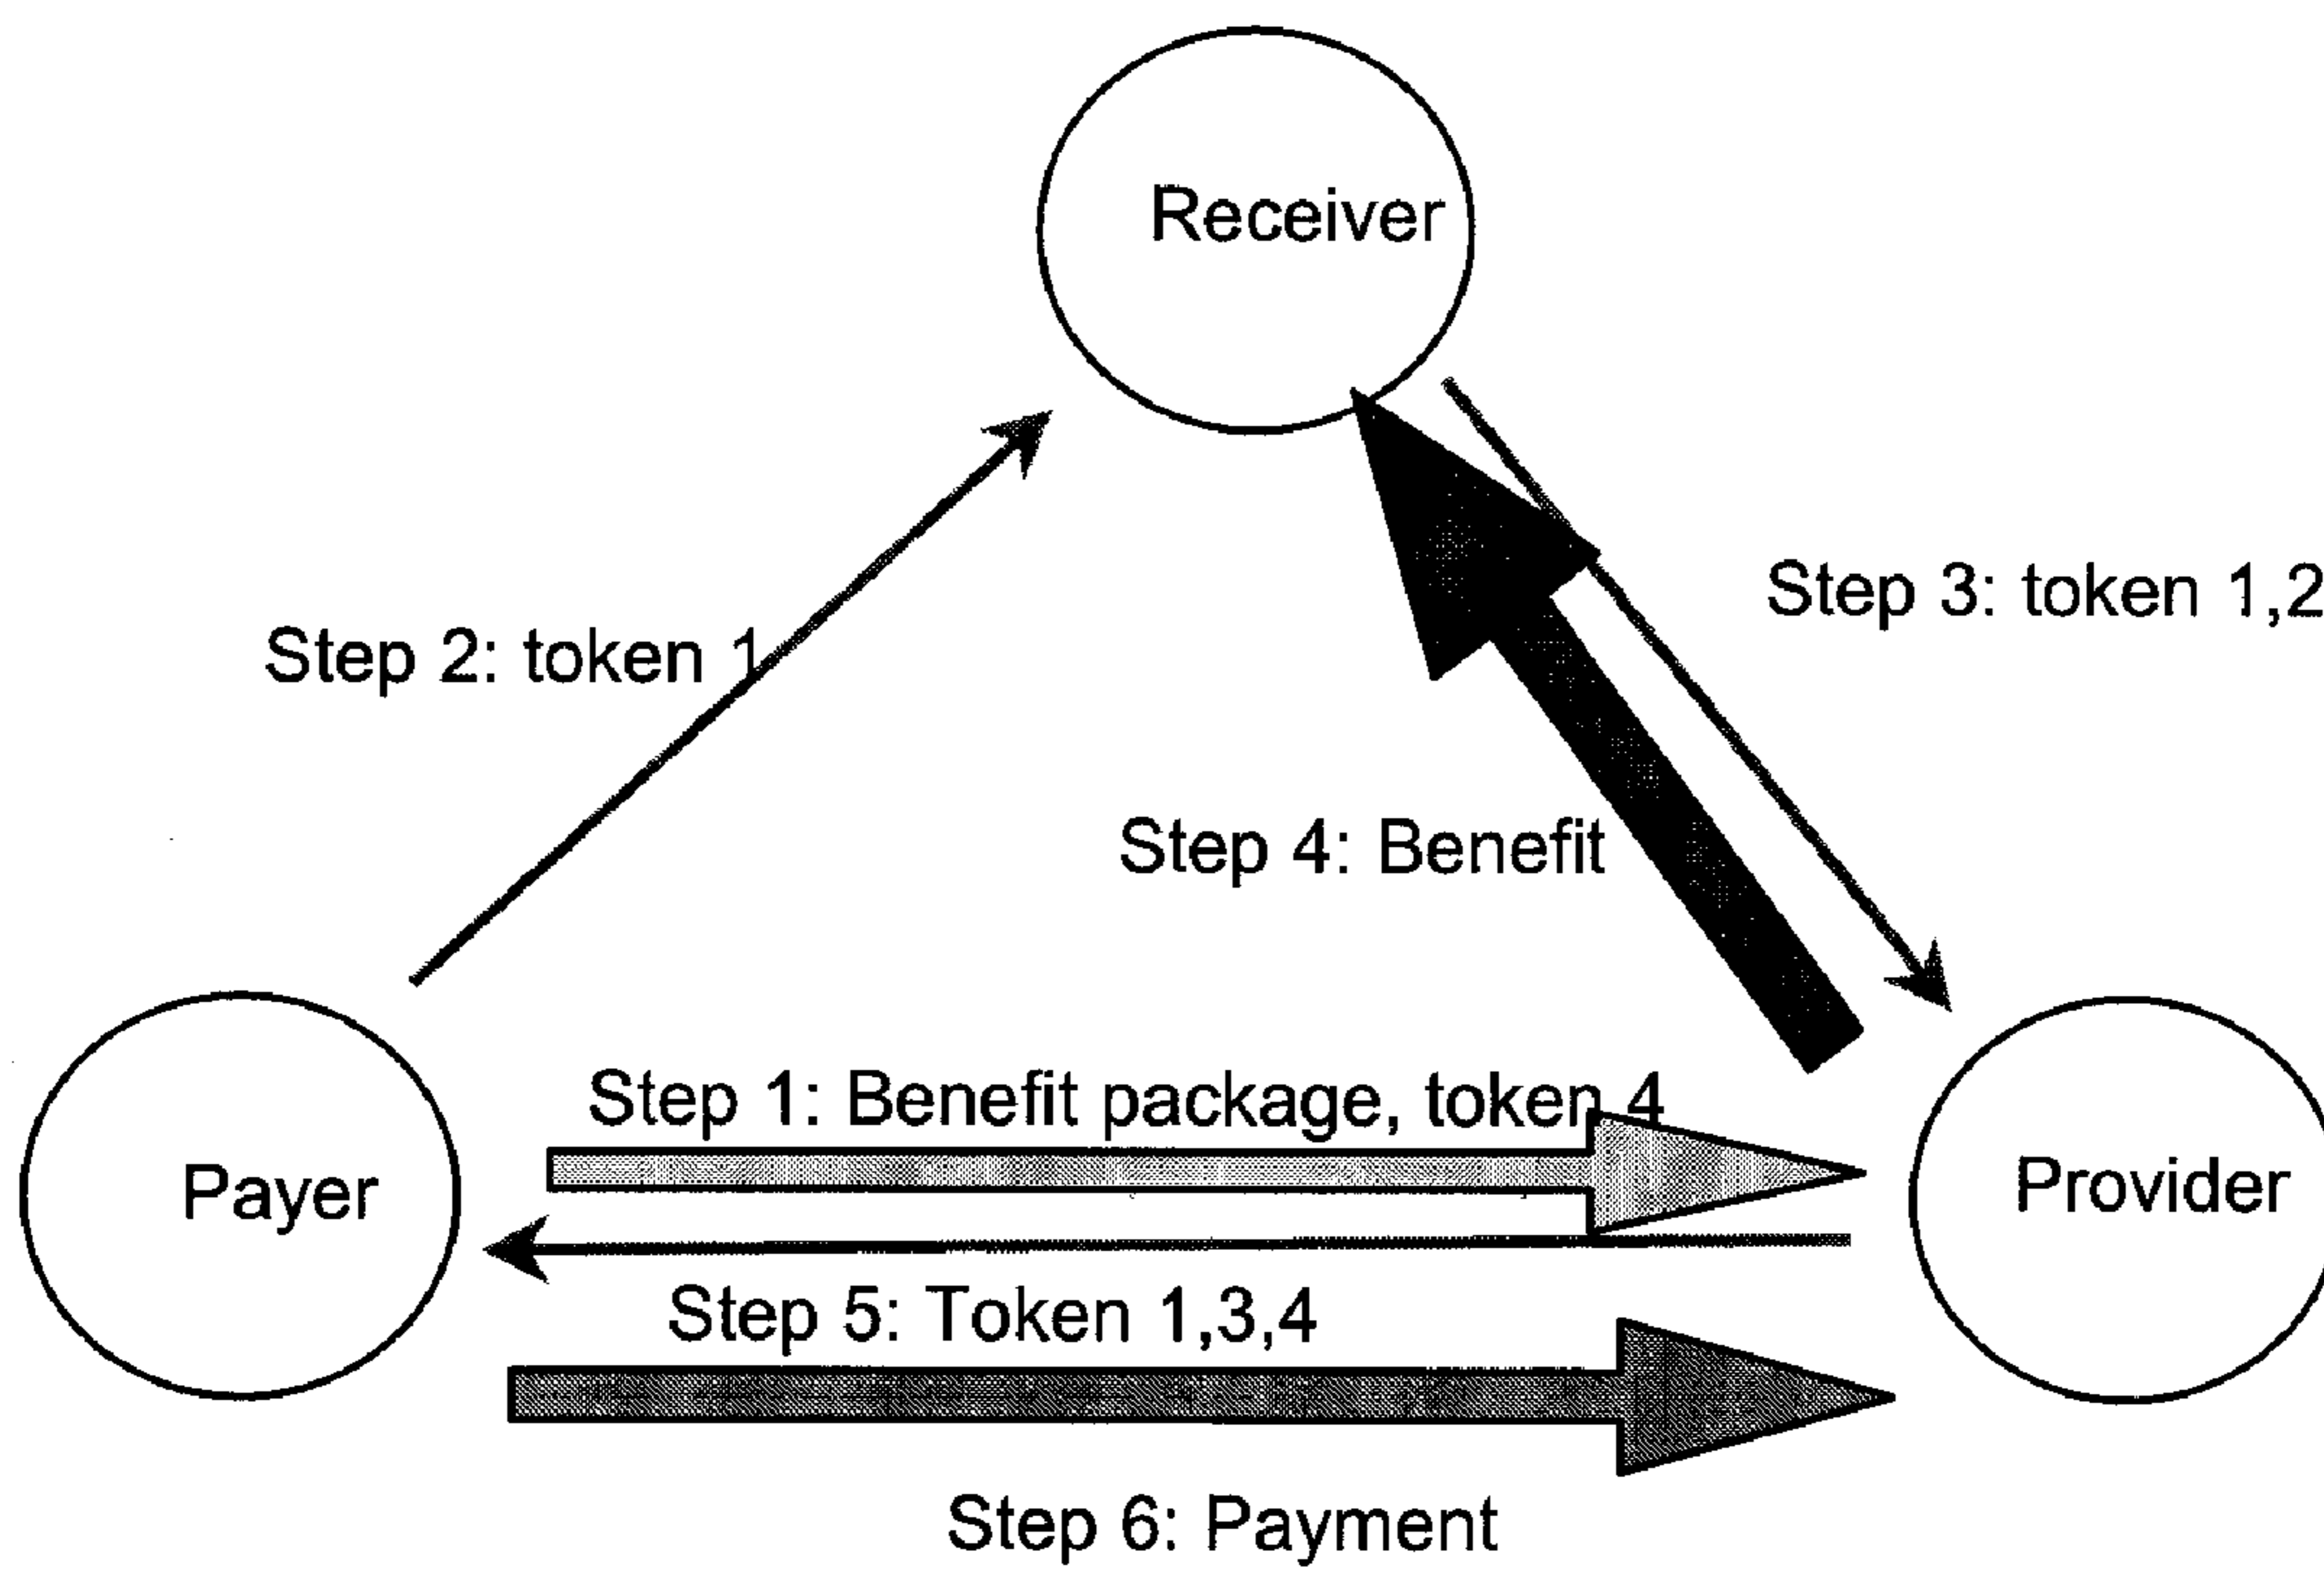 Receiver
Step 3: token 1,2
Step 2: token 1
Step 4: Benefit
Step 1: Benefit package, token 4
Payer
Provider
Step 5: Token 1,3,4
Step 6: Payment